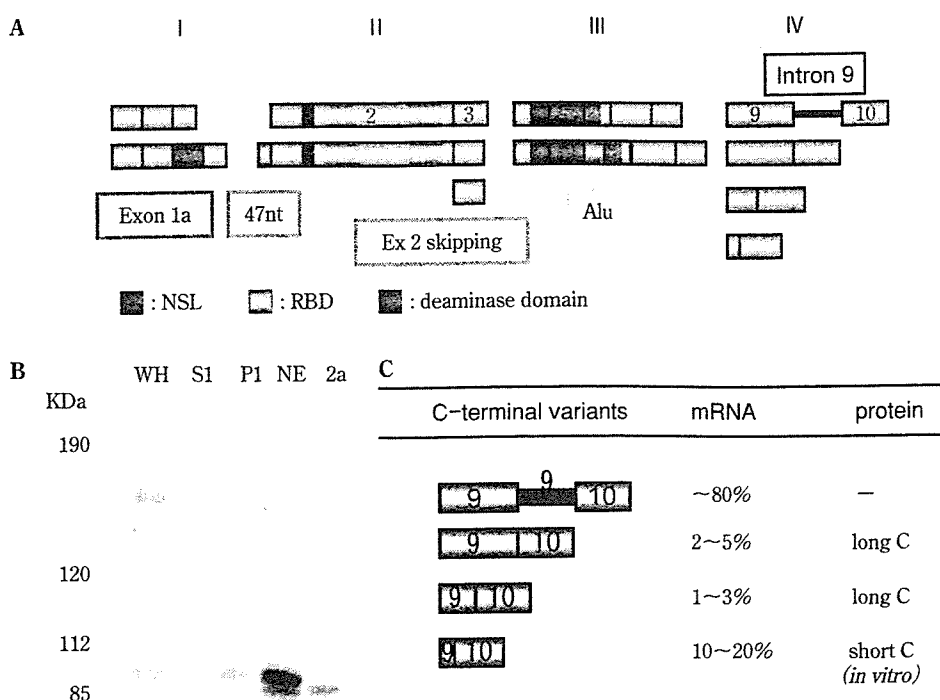 A
I II III IV
Intron 9
2 3 9 10
Exon 1a 47nt Ex 2 skipping Alu
: NSL : RBD : deaminase domain
B WH S1 P1 NE 2a
KDa
190
120
112
85
C
C-terminal variants mRNA protein
9 9 10 ~80% —
9 10 2~5% long C
9 10 1~3% long C
9 10 10~20% short C
(in vitro)